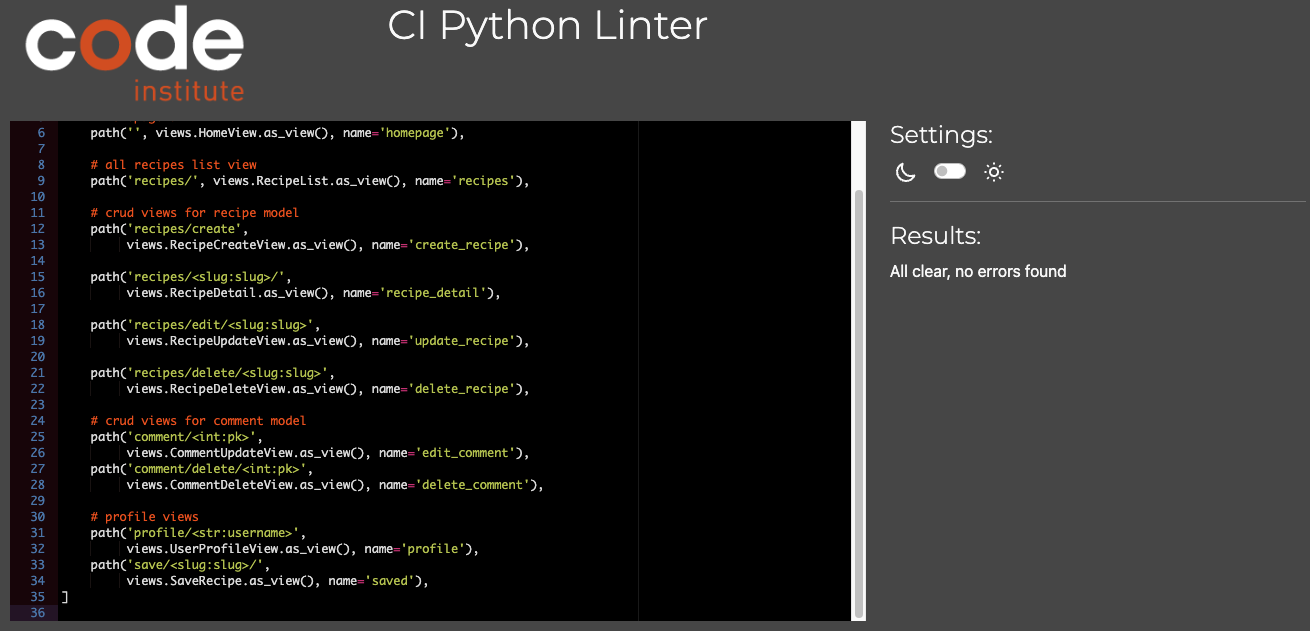 code
institute
CI Python Linter
6 path('', views.HomeView.as_view(), name='homepage'),
7
8 # all recipes list view
9 path('recipes/', views.RecipeList.as_view(), name='recipes'),
10
11 # crud views for recipe model
12 path('recipes/create',
13 views.RecipeCreateView.as_view(), name='create_recipe'),
14
15 path('recipes/<slug:slug>/',
16 views.RecipeDetail.as_view(), name='recipe_detail'),
17
18 path('recipes/edit/<slug:slug>',
19 views.RecipeUpdateView.as_view(), name='update_recipe'),
20
21 path('recipes/delete/<slug:slug>',
22 views.RecipeDeleteView.as_view(), name='delete_recipe'),
23
24 # crud views for comment model
25 path('comment/<int:pk>',
26 views.CommentUpdateView.as_view(), name='edit_comment'),
27 path('comment/delete/<int:pk>',
28 views.CommentDeleteView.as_view(), name='delete_comment'),
29
30 # profile views
31 path('profile/<str:username>',
32 views.UserProfileView.as_view(), name='profile'),
33 path('save/<slug:slug>/',
34 views.SaveRecipe.as_view(), name='saved'),
35 ]
36
Settings:
Results:
All clear, no errors found